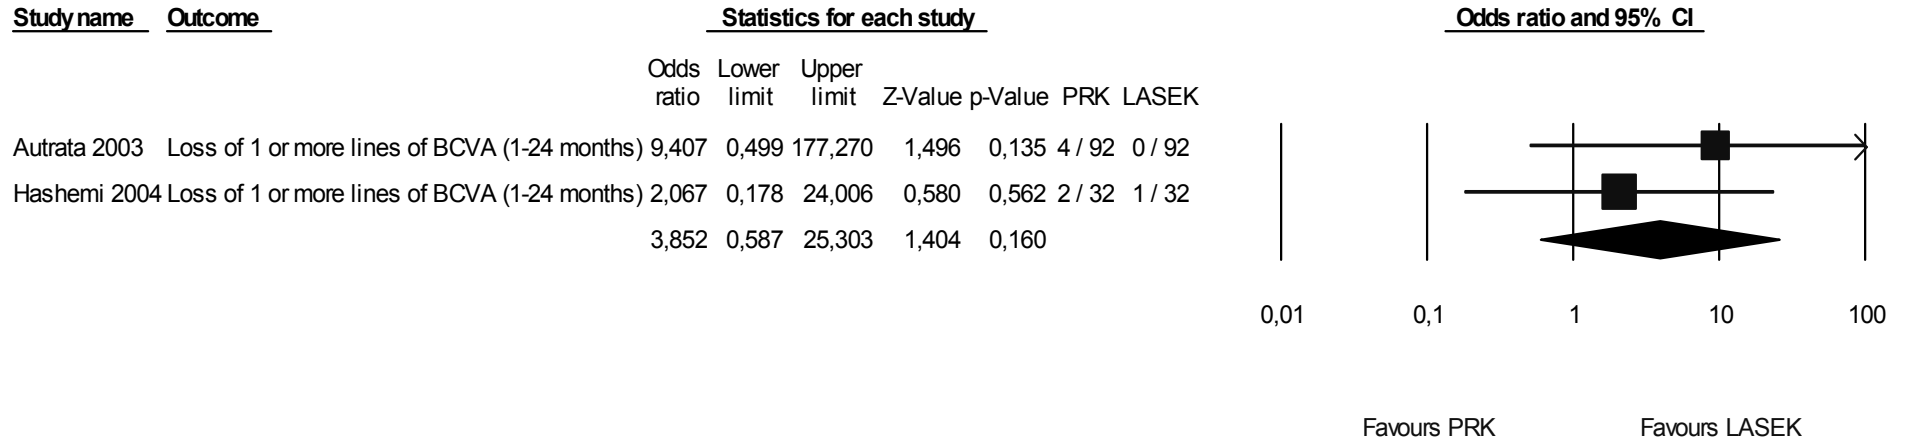 Study name Outcome Statistics for each study Odds ratio and 95% CI
Odds Lower Upper
ratio limit limit Z-Value p-Value PRK LASEK
Autrata 2003 Loss of 1 or more lines of BCVA (1-24 months) 9,407 0,499 177,270 1,496 0,135 4 / 92 0 / 92
Hashemi 2004 Loss of 1 or more lines of BCVA (1-24 months) 2,067 0,178 24,006 0,580 0,562 2 / 32 1 / 32
3,852 0,587 25,303 1,404 0,160
0,01 0,1 1 10 100
Favours PRK Favours LASEK